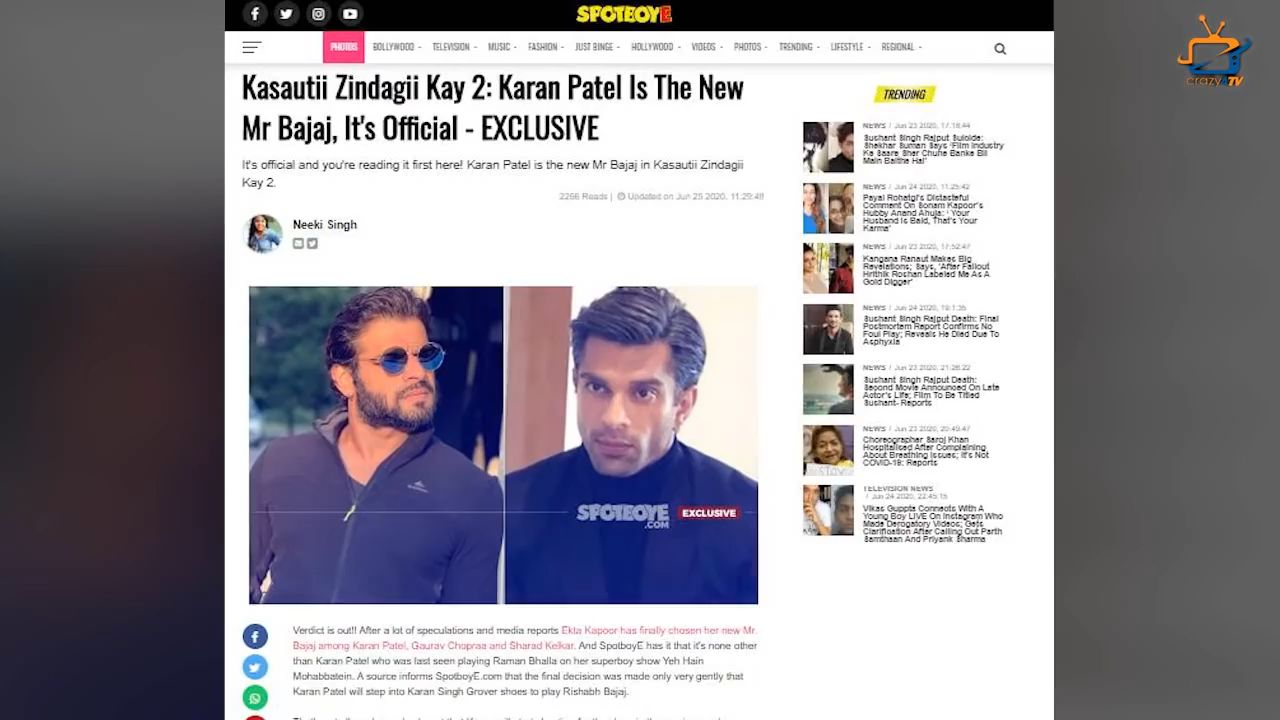 SPOTBOYE
crazy4TV
PHOTOS BOLLYWOOD TELEVISION MUSIC FASHION JUST BINGE HOLLYWOOD VIDEOS PHOTOS TRENDING LIFESTYLE REGIONAL
Kasautii Zindagii Kay 2: Karan Patel Is The New
Mr Bajaj, It's Official - EXCLUSIVE
It's official and you're reading it first here! Karan Patel is the new Mr Bajaj in Kasautii Zindagii
Kay 2.
2266 Reads | Updated on Jun 25 2020, 11:29:49
Neeki Singh
SPOTBOYE
.COM
EXCLUSIVE
Verdict is out!! After a lot of speculations and media reports Ekta Kapoor has finally chosen her new Mr.
Bajaj among Karan Patel, Gaurav Chopraa and Sharad Kelkar. And SpotboyE has it that it's none other
than Karan Patel who was last seen playing Raman Bhalla on her superboy show Yeh Hain
Mohabbatein. A source informs SpotboyE.com that the final decision was made only very gently that
Karan Patel will step into Karan Singh Grover shoes to play Rishabh Bajaj.
TRENDING
NEWS / Jun 23 2020, 17:18:44
Sushant Singh Rajput Suicide:
Shekhar Suman Says 'Film Industry
Ke Saare Sher Chuhe Banke Bil
Main Baithe Hai'
NEWS / Jun 24 2020, 11:25:42
Payal Rohatgi's Distasteful
Comment On Sonam Kapoor's
Hubby Anand Ahuja: ' Your
Husband Is Bald, That's Your
Karma'
NEWS / Jun 23 2020, 17:52:47
Kangana Ranaut Makes Big
Revelations; Says, 'After Fallout
Hrithik Roshan Labeled Me As A
Gold Digger'
NEWS / Jun 24 2020,
Sushant Singh Rajput Death: Final
Postmortem Report Confirms No
Foul Play; Reveals He Died Due To
Asphyxia
NEWS / Jun 23 2020, 21:26:22
Sushant Singh Rajput Death:
Second Movie Announced On Late
Actor's Life; Film To Be Titled
Sushant- Reports
NEWS / Jun 23 2020, 20:49:47
Choreographer Saroj Khan
Hospitalised After Complaining
About Breathing Issues; It's Not
COVID-19: Reports
TELEVISION NEWS
/ Jun 24 2020, 22:45:15
Vikas Guppta Connects With A
Young Boy LIVE On Instagram Who
Made Derogatory Videos; Gets
Clarification After Calling Out Parth
Samthaan And Priyank Sharma